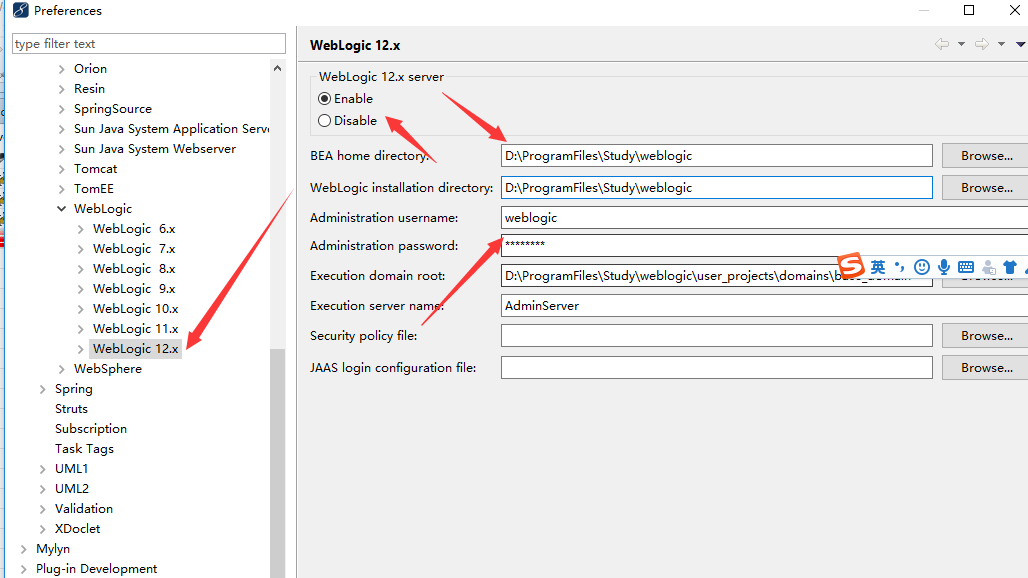 Preferences
type filter text
Orion
Resin
SpringSource
Sun Java System Application Serve
Sun Java System Webserver
Tomcat
TomEE
WebLogic
WebLogic 6.x
WebLogic 7.x
WebLogic 8.x
WebLogic 9.x
WebLogic 10.x
WebLogic 11.x
WebLogic 12.x
WebSphere
Spring
Struts
Subscription
Task Tags
UML1
UML2
Validation
XDoclet
Mylyn
Plug-in Development
WebLogic 12.x
WebLogic 12.x server
Enable
Disable
BEA home directory: D:\ProgramFiles\Study\weblogic Browse...
WebLogic installation directory: D:\ProgramFiles\Study\weblogic Browse...
Administration username: weblogic
Administration password: ********
Execution domain root: D:\ProgramFiles\Study\weblogic\user_projects\domains\base_domain
S 英
Execution server name: AdminServer
Security policy file: Browse...
JAAS login configuration file: Browse...